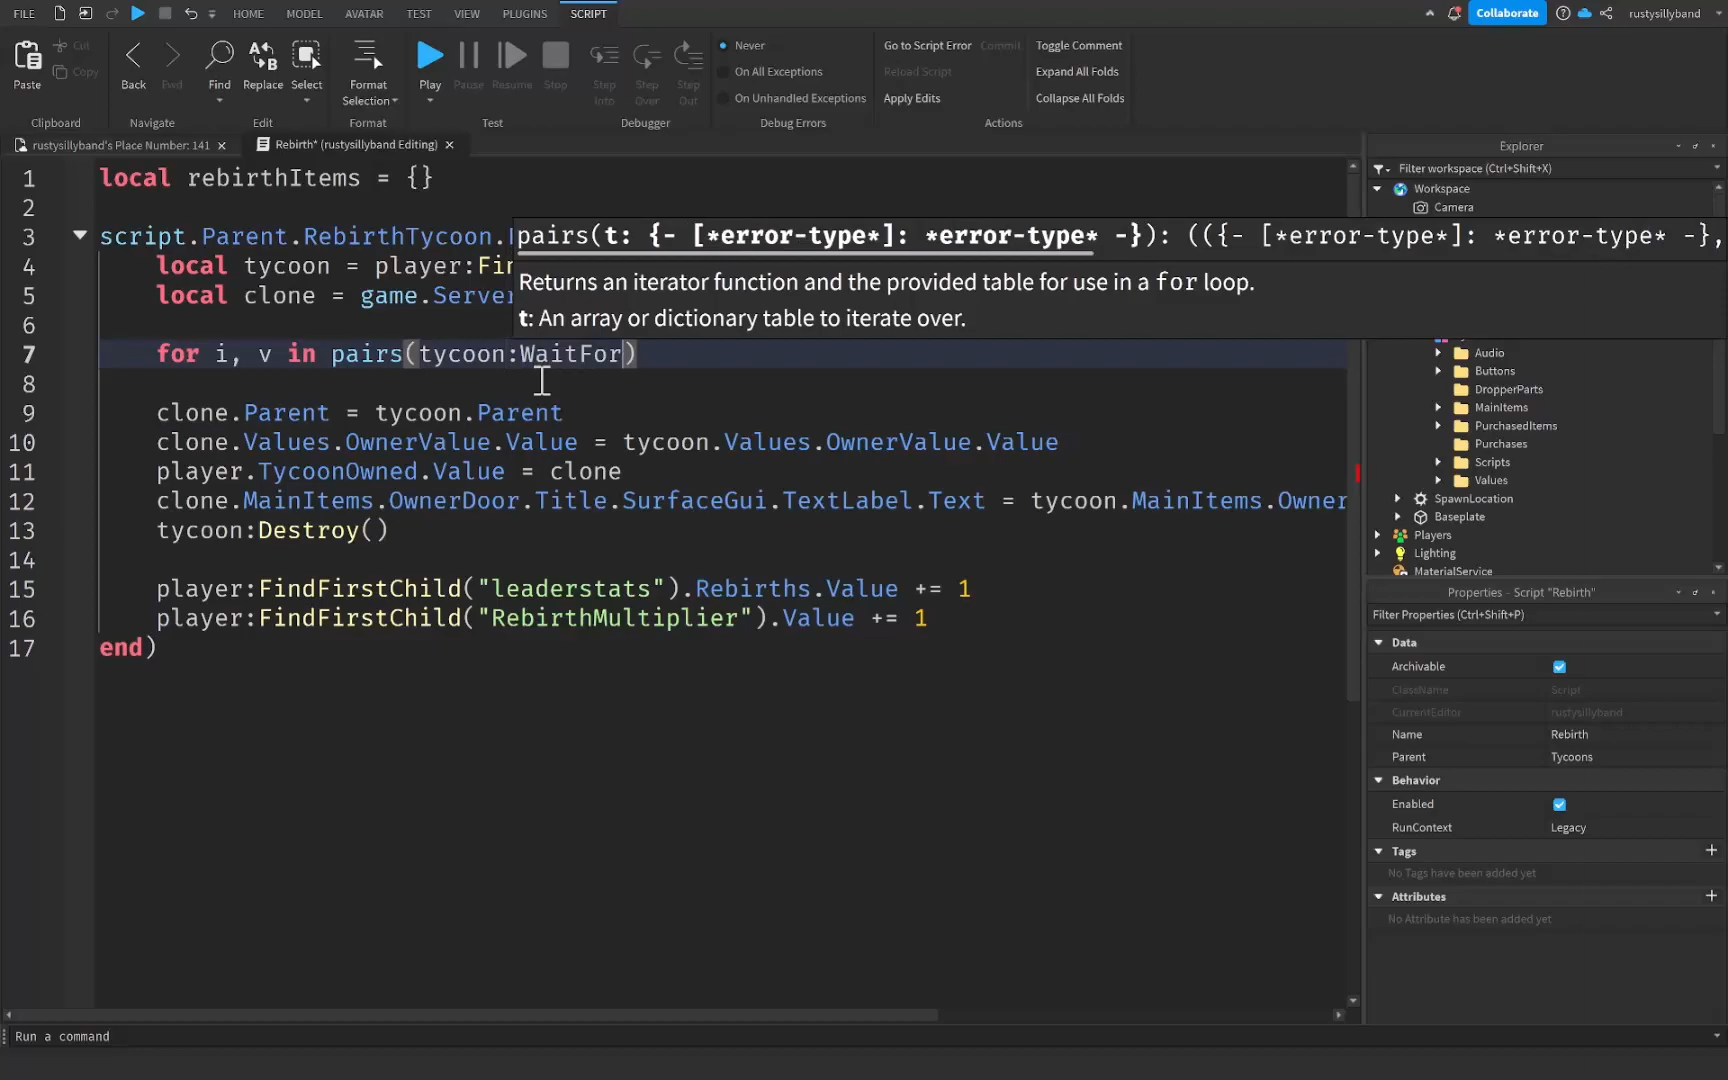 FILE HOME MODEL AVATAR TEST VIEW PLUGINS SCRIPT Collaborate rustysillyband
Paste Cut Copy Clipboard
Back Fwd Navigate
Find Replace Select Edit
Format Selection Format
Play Pause Resume Stop Test
Step Into Step Over Step Out Debugger
Never
On All Exceptions
On Unhandled Exceptions
Debug Errors
Go to Script Error Commit
Reload Script
Apply Edits
Toggle Comment
Expand All Folds
Collapse All Folds
Actions
rustysillyband's Place Number: 141 x
Rebirth* (rustysillyband Editing) x
1 local rebirthItems = {}
2
3 script.Parent.RebirthTycoon.
4 local tycoon = player:Fin
5 local clone = game.Server
6
pairs(t: {- [*error-type*]: *error-type* -}): (({- [*error-type*]: *error-type* -},
Returns an iterator function and the provided table for use in a for loop.
t: An array or dictionary table to iterate over.
7 for i, v in pairs(tycoon:WaitFor)
8
9 clone.Parent = tycoon.Parent
10 clone.Values.OwnerValue.Value = tycoon.Values.OwnerValue.Value
11 player.TycoonOwned.Value = clone
12 clone.MainItems.OwnerDoor.Title.SurfaceGui.TextLabel.Text = tycoon.MainItems.Owner
13 tycoon:Destroy()
14
15 player:FindFirstChild("leaderstats").Rebirths.Value += 1
16 player:FindFirstChild("RebirthMultiplier").Value += 1
17 end)
Explorer
Filter workspace (Ctrl+Shift+X)
Workspace
Camera
Audio
Buttons
DropperParts
MainItems
PurchasedItems
Purchases
Scripts
Values
SpawnLocation
Baseplate
Players
Lighting
MaterialService
Properties - Script "Rebirth"
Filter Properties (Ctrl+Shift+P)
Data
Archivable
ClassName Script
CurrentEditor rustysillyband
Name Rebirth
Parent Tycoons
Behavior
Enabled
RunContext Legacy
Tags +
No Tags have been added yet
Attributes +
No Attribute has been added yet
Run a command